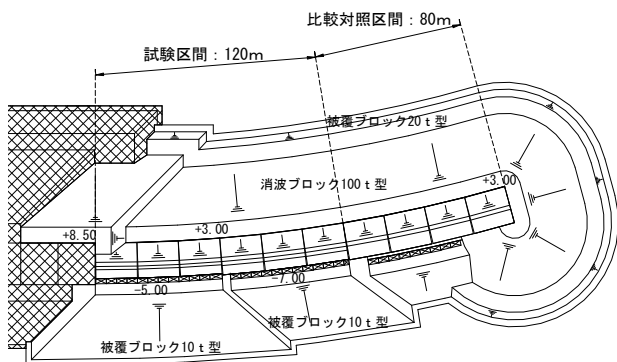 比較対照区間：80ｍ
試験区間：120ｍ
被覆ブロック20ｔ型
消波ブロック100ｔ型
+3.00
+8.50
+3.00
-7.00
-5.00
被覆ブロック10ｔ型
被覆ブロック10ｔ型